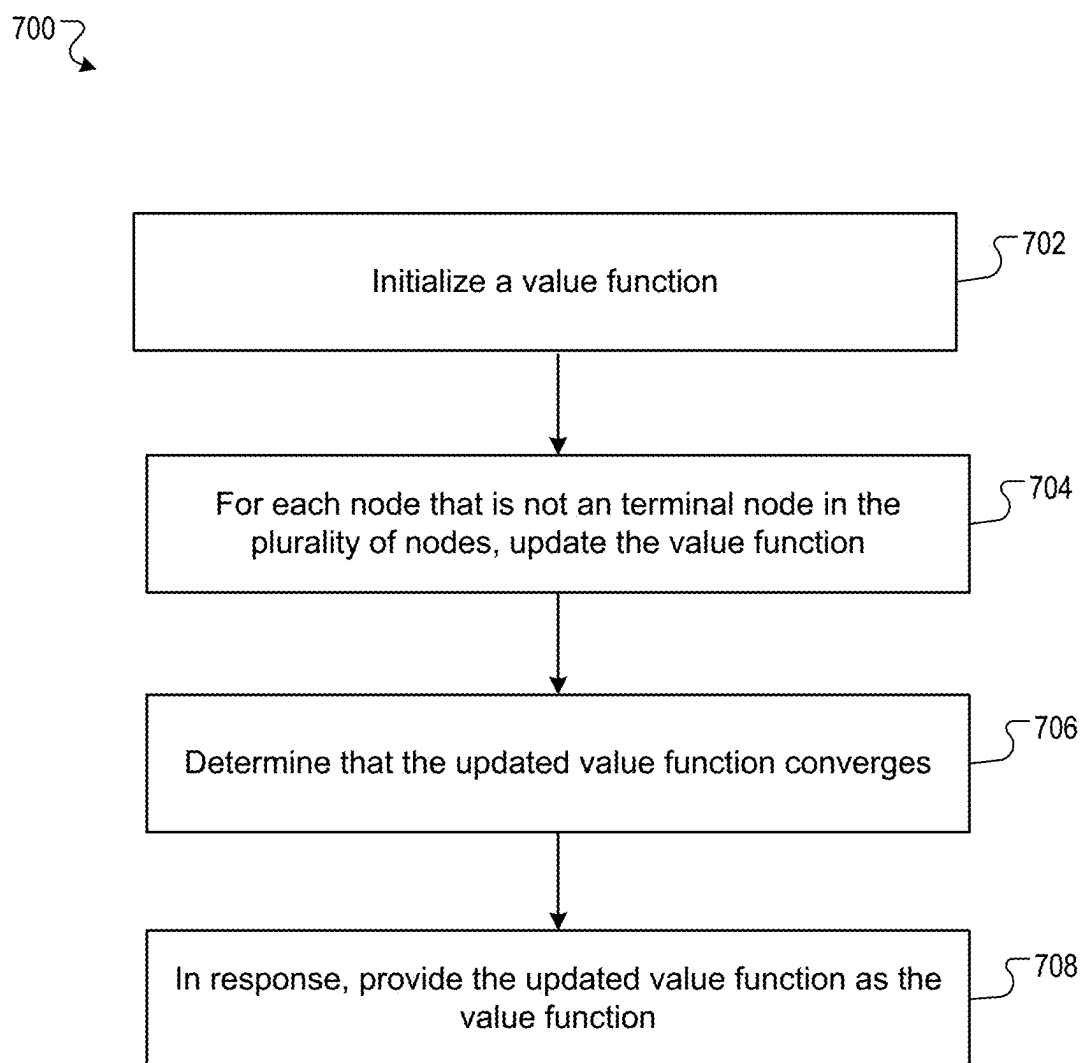 700
Initialize a value function
702
For each node that is not an terminal node in the
plurality of nodes, update the value function
704
Determine that the updated value function converges
706
In response, provide the updated value function as the
value function
708